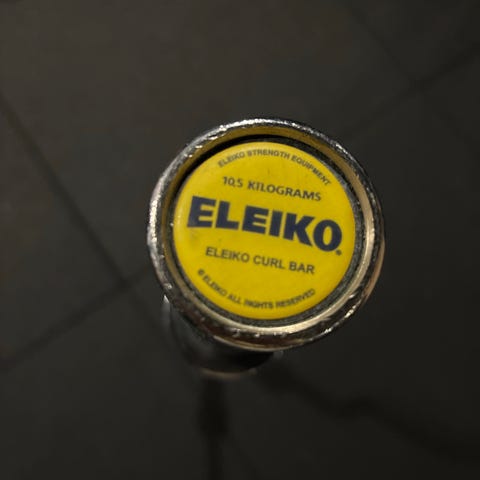 ELEIKO STRENGTH EQUIPMENT
10,5 KILOGRAMS
ELEIKO®
ELEIKO CURL BAR
© ELEIKO ALL RIGHTS RESERVED